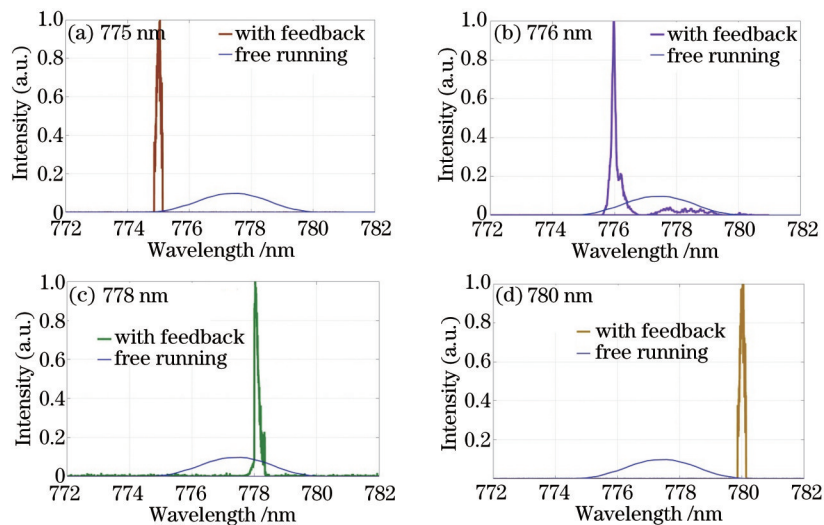 (a) 775 nm
with feedback
free running
Intensity (a.u.)
1.0
0.8
0.6
0.4
0.2
0
772 774 776 778 780 782
Wavelength /nm
(b) 776 nm
with feedback
free running
Intensity (a.u.)
1.0
0.8
0.6
0.4
0.2
0
772 774 776 778 780 782
Wavelength /nm
(c) 778 nm
with feedback
free running
Intensity (a.u.)
1.0
0.8
0.6
0.4
0.2
0
772 774 776 778 780 782
Wavelength /nm
(d) 780 nm
with feedback
free running
Intensity (a.u.)
1.0
0.8
0.6
0.4
0.2
772 774 776 778 780 782
Wavelength /nm